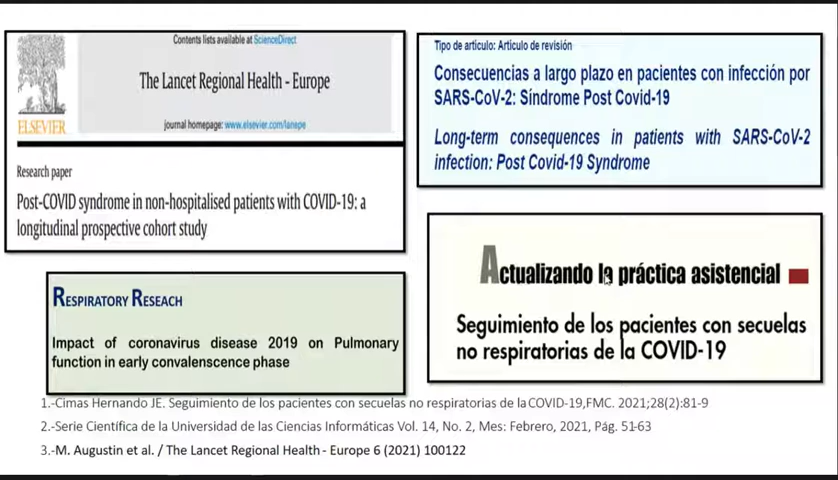 Contents lists available at ScienceDirect
The Lancet Regional Health - Europe
ELSEVIER
journal homepage: www.elsevier.com/lanepe
Research paper
Post-COVID syndrome in non-hospitalised patients with COVID-19: a
longitudinal prospective cohort study
Tipo de artículo: Artículo de revisión
Consecuencias a largo plazo en pacientes con infección por
SARS-CoV-2: Síndrome Post Covid-19
Long-term consequences in patients with SARS-CoV-2
infection: Post Covid-19 Syndrome
RESPIRATORY RESEACH
Impact of coronavirus disease 2019 on Pulmonary
function in early convalenscence phase
Actualizando la práctica asistencial
Seguimiento de los pacientes con secuelas
no respiratorias de la COVID-19
1.-Cimas Hernando JE. Seguimiento de los pacientes con secuelas no respiratorias de la COVID-19,FMC. 2021;28(2):81-9
2.-Serie Científica de la Universidad de las Ciencias Informáticas Vol. 14, No. 2, Mes: Febrero, 2021, Pág. 51-63
3.-M. Augustin et al. / The Lancet Regional Health - Europe 6 (2021) 100122